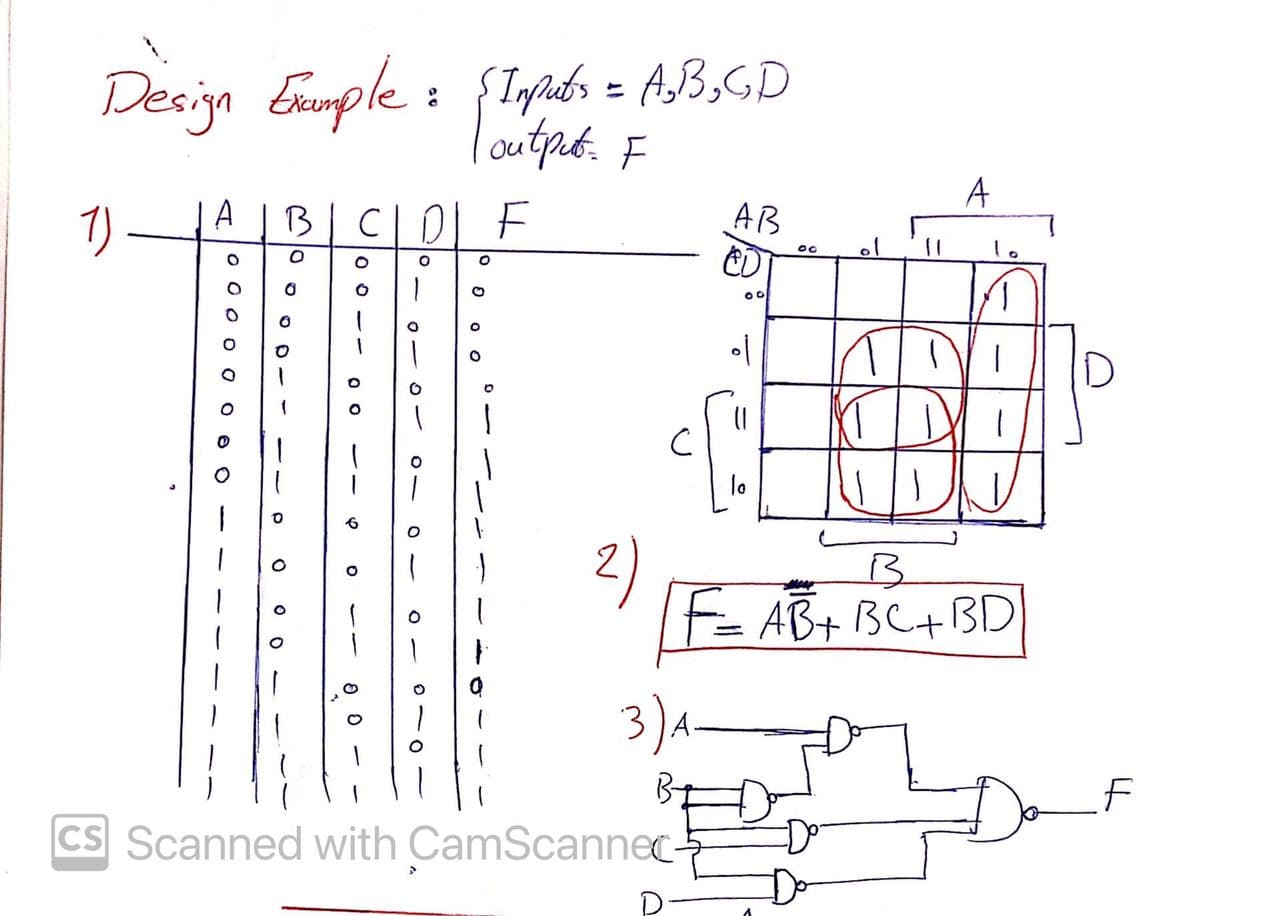 Design Example : { Inputs = A,B,C,D
output = F
1) A | B | C | D | F
0 0 0 0 0
0 0 0 1 0
0 0 1 0 0
0 0 1 1 0
0 1 0 0 0
0 1 0 1 1
0 1 1 0 1
0 1 1 1 1
1 0 0 0 1
1 0 0 1 1
1 0 1 0 1
1 0 1 1 1
1 1 0 0 0
1 1 0 1 1
1 1 1 0 1
1 1 1 1 1
A
AB
CD 00 01 11 10
00 1
01 1 1 1
D
C
11 1 1 1
10 1 1 1
B
2) F = AB̅ + BC + BD
3) A
B
C
D
F
CS Scanned with CamScanner